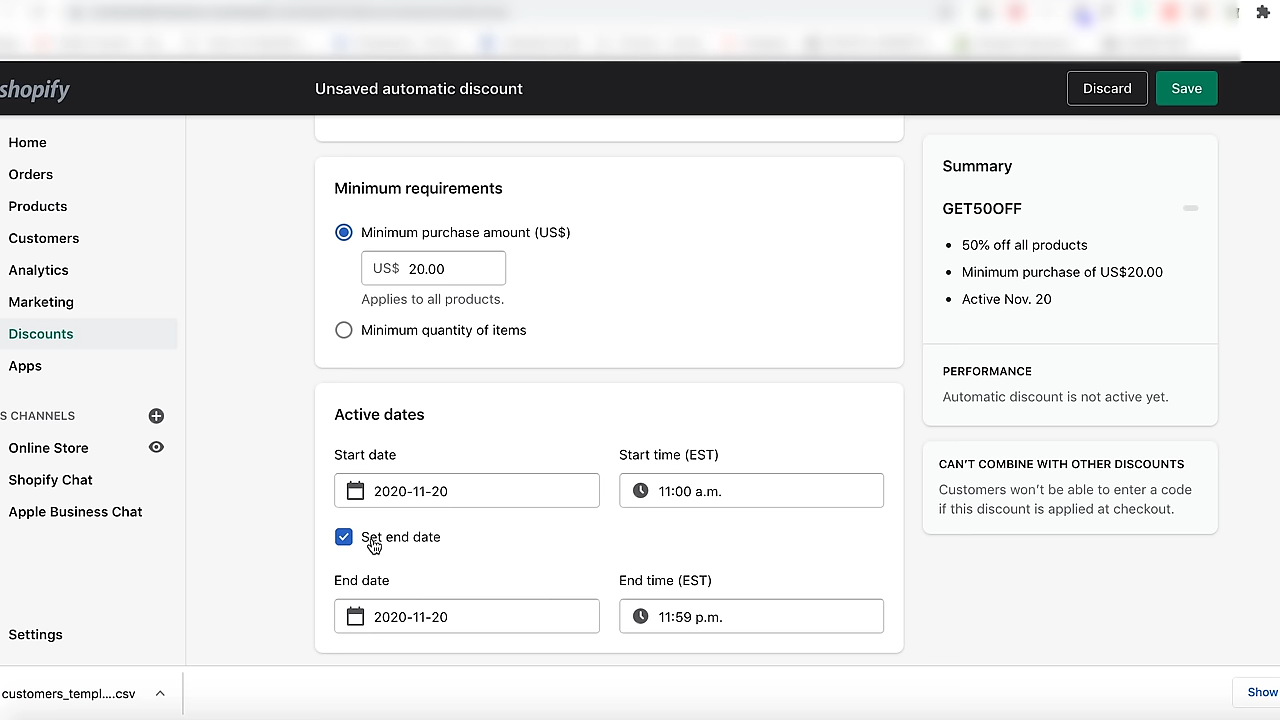 shopify
Unsaved automatic discount
Discard
Save
Home
Orders
Products
Customers
Analytics
Marketing
Discounts
Apps
S CHANNELS
Online Store
Shopify Chat
Apple Business Chat
Settings
Minimum requirements
Minimum purchase amount (US$)
US$ 20.00
Applies to all products.
Minimum quantity of items
Active dates
Start date
Start time (EST)
2020-11-20
11:00 a.m.
Set end date
End date
End time (EST)
2020-11-20
11:59 p.m.
Summary
GET50OFF
• 50% off all products
• Minimum purchase of US$20.00
• Active Nov. 20
PERFORMANCE
Automatic discount is not active yet.
CAN'T COMBINE WITH OTHER DISCOUNTS
Customers won't be able to enter a code
if this discount is applied at checkout.
customers_templ....csv
Show